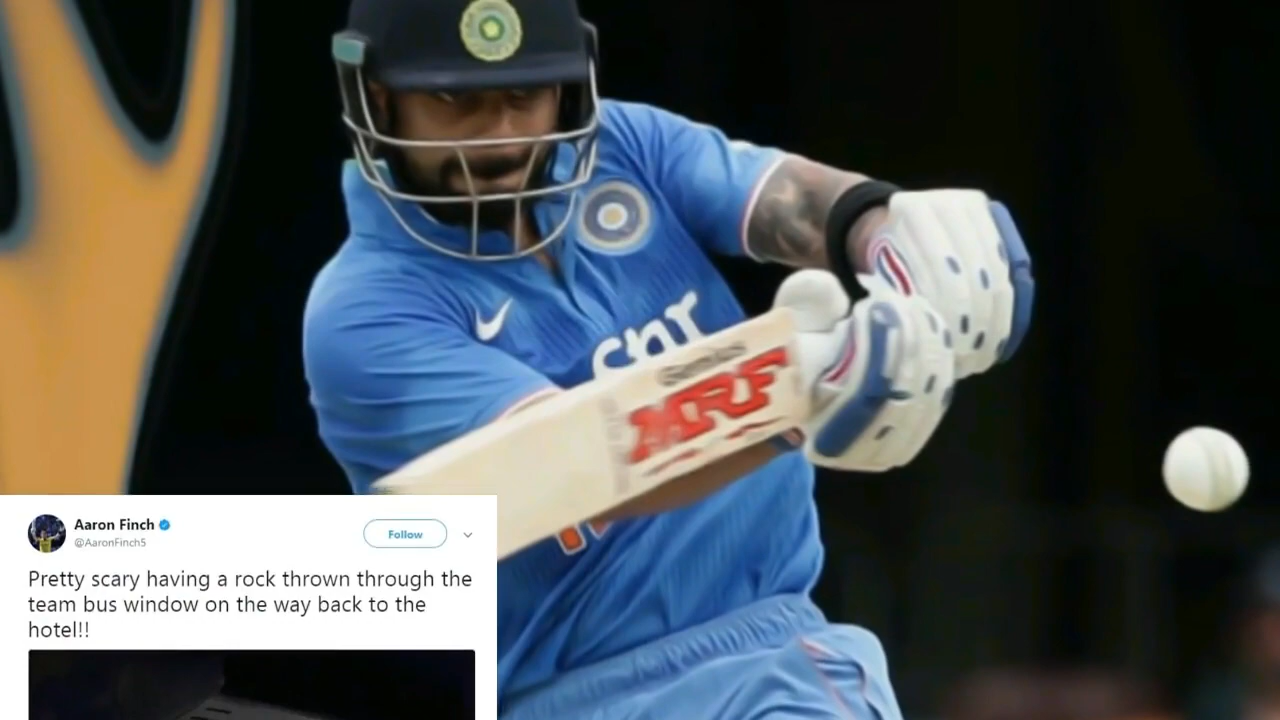 MRF
Aaron Finch
@AaronFinch5
Follow
Pretty scary having a rock thrown through the
team bus window on the way back to the
hotel!!